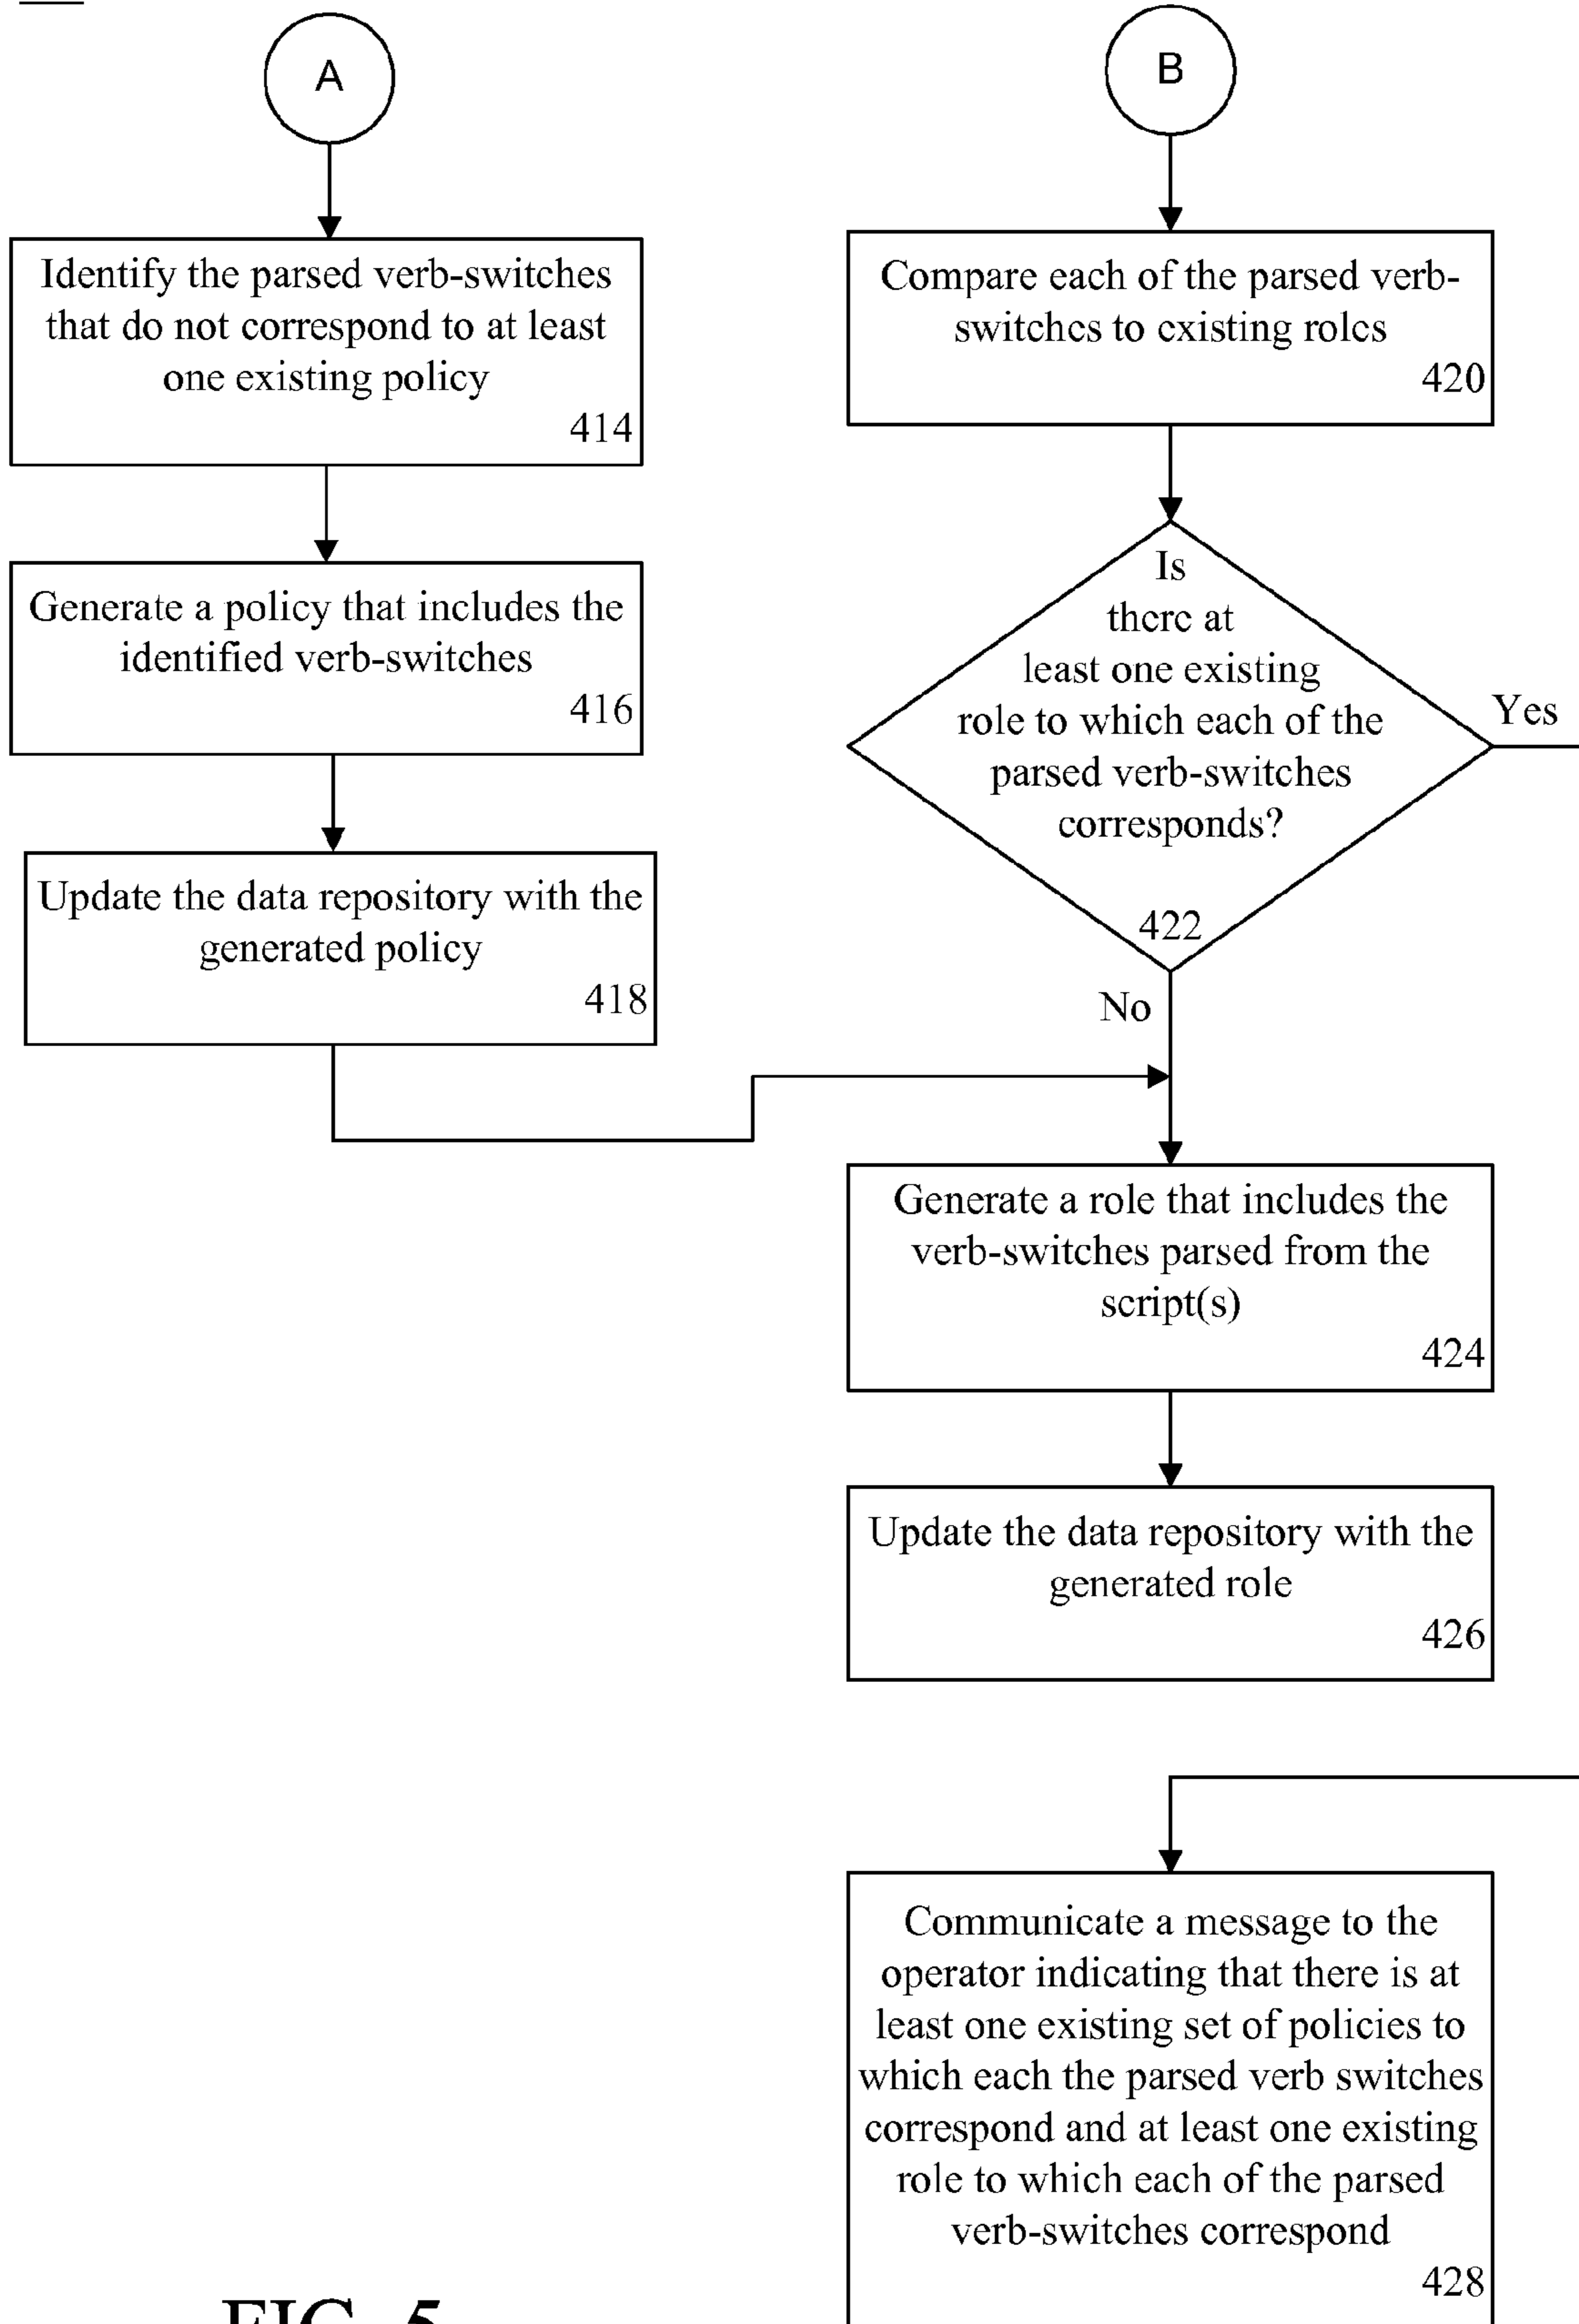 A
Identify the parsed verb-switches
that do not correspond to at least
one existing policy
414
Generate a policy that includes the
identified verb-switches
416
Update the data repository with the
generated policy
418
B
Compare each of the parsed verb-
switches to existing roles
420
Is
there at
least one existing
role to which each of the
parsed verb-switches
corresponds?
422
Yes
No
Generate a role that includes the
verb-switches parsed from the
script(s)
424
Update the data repository with the
generated role
426
Communicate a message to the
operator indicating that there is at
least one existing set of policies to
which each the parsed verb switches
correspond and at least one existing
role to which each of the parsed
verb-switches correspond
428
FIG. 5